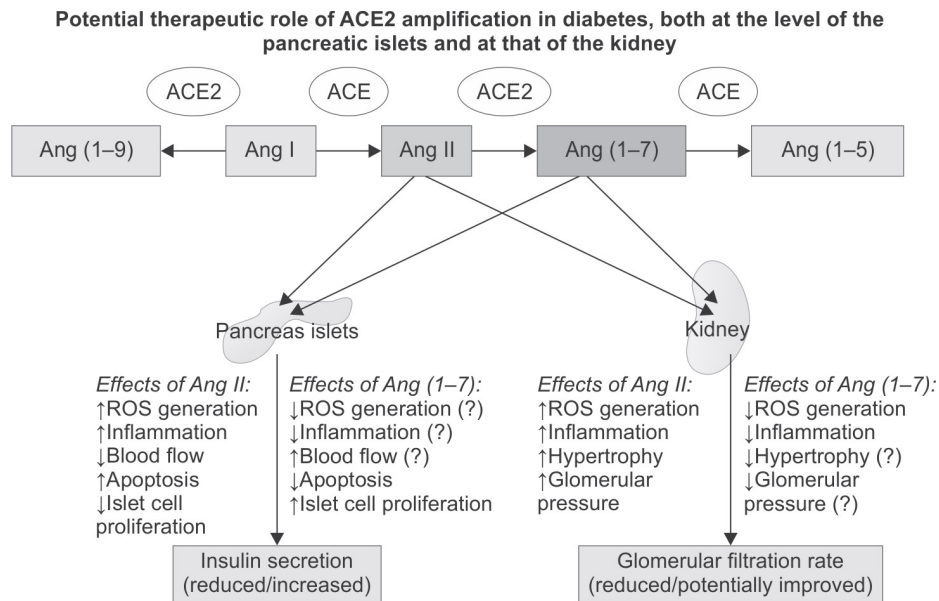 Potential therapeutic role of ACE2 amplification in diabetes, both at the level of the
pancreatic islets and at that of the kidney
ACE2
ACE
ACE2
ACE
Ang (1–9)
Ang I
Ang II
Ang (1–7)
Ang (1–5)
Pancreas islets
Kidney
Effects of Ang II:
↑ROS generation
↑Inflammation
↓Blood flow
↑Apoptosis
↓Islet cell
proliferation
Effects of Ang (1–7):
↓ROS generation (?)
↓Inflammation (?)
↑Blood flow (?)
↓Apoptosis
↑Islet cell proliferation
Effects of Ang II:
↑ROS generation
↑Inflammation
↑Hypertrophy
↑Glomerular
pressure
Effects of Ang (1–7):
↓ROS generation
↓Inflammation
↓Hypertrophy (?)
↓Glomerular
pressure (?)
Insulin secretion
(reduced/increased)
Glomerular filtration rate
(reduced/potentially improved)